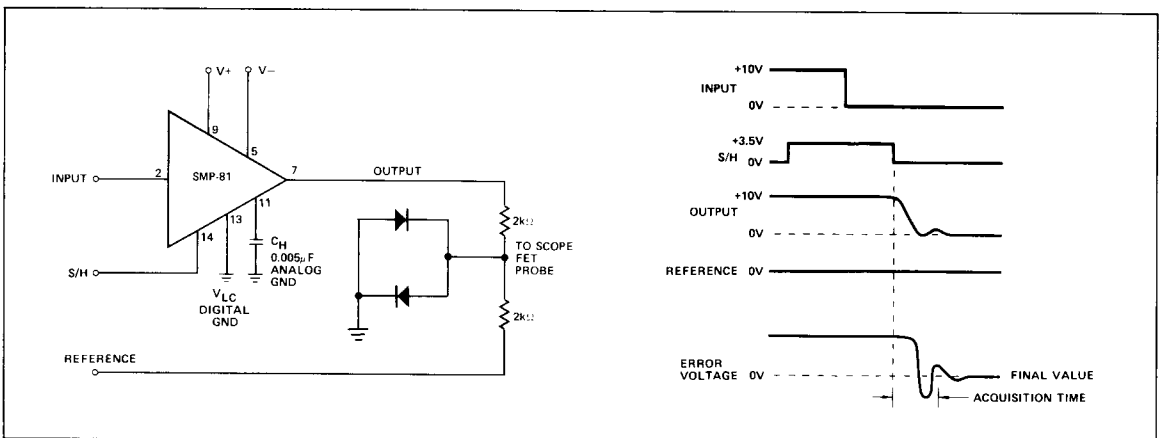 V+
V−
9
5
INPUT
2
SMP-81
7
OUTPUT
11
13
14
2kΩ
TO SCOPE
FET
PROBE
CH
0.005µF
ANALOG
GND
S/H
VLC
DIGITAL
GND
2kΩ
REFERENCE
+10V
INPUT
0V
+3.5V
S/H
0V
+10V
OUTPUT
0V
REFERENCE 0V
ERROR
VOLTAGE 0V
FINAL VALUE
ACQUISITION TIME